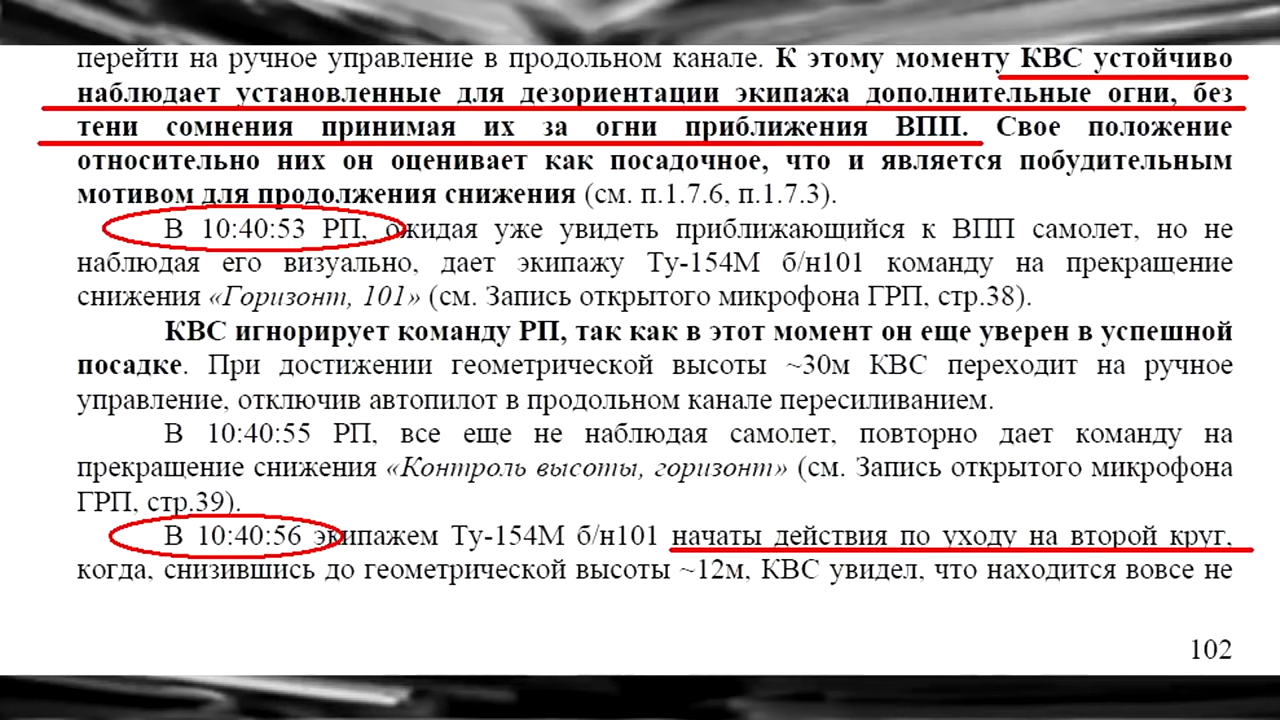 перейти на ручное управление в продольном канале. К этому моменту КВС устойчиво
наблюдает установленные для дезориентации экипажа дополнительные огни, без
тени сомнения принимая их за огни приближения ВПП. Свое положение
относительно них он оценивает как посадочное, что и является побудительным
мотивом для продолжения снижения (см. п.1.7.6, п.1.7.3).
В 10:40:53 РП, ожидая уже увидеть приближающийся к ВПП самолет, но не
наблюдая его визуально, дает экипажу Ту-154М б/н101 команду на прекращение
снижения «Горизонт, 101» (см. Запись открытого микрофона ГРП, стр.38).
КВС игнорирует команду РП, так как в этот момент он еще уверен в успешной
посадке. При достижении геометрической высоты ~30м КВС переходит на ручное
управление, отключив автопилот в продольном канале пересиливанием.
В 10:40:55 РП, все еще не наблюдая самолет, повторно дает команду на
прекращение снижения «Контроль высоты, горизонт» (см. Запись открытого микрофона
ГРП, стр.39).
В 10:40:56 экипажем Ту-154М б/н101 начаты действия по уходу на второй круг,
когда, снизившись до геометрической высоты ~12м, КВС увидел, что находится вовсе не
102